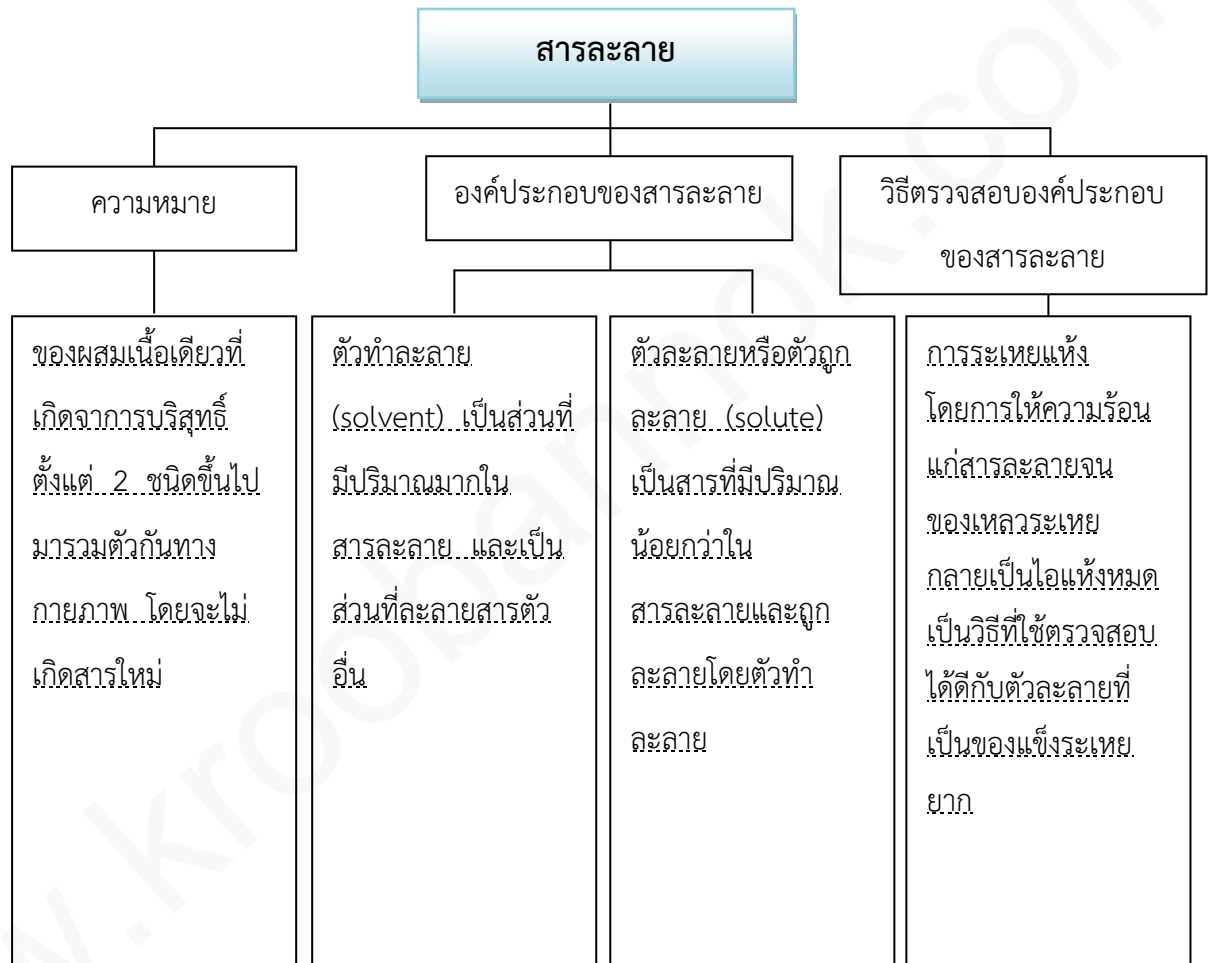 สารละลาย
ความหมาย
องค์ประกอบของสารละลาย
วิธีตรวจสอบองค์ประกอบ
ของสารละลาย
ของผสมเนื้อเดียวที่
เกิดจาการบริสุทธิ์
ตั้งแต่ 2 ชนิดขึ้นไป
มารวมตัวกันทาง
กายภาพ โดยจะไม่
เกิดสารใหม่
ตัวทำละลาย
(solvent) เป็นส่วนที่
มีปริมาณมากใน
สารละลาย และเป็น
ส่วนที่ละลายสารตัว
อื่น
ตัวละลายหรือตัวถูก
ละลาย (solute)
เป็นสารที่มีปริมาณ
น้อยกว่าใน
สารละลายและถูก
ละลายโดยตัวทำ
ละลาย
การระเหยแห้ง
โดยการให้ความร้อน
แก่สารละลายจน
ของเหลวระเหย
กลายเป็นไอแห้งหมด
เป็นวิธีที่ใช้ตรวจสอบ
ได้ดีกับตัวละลายที่
เป็นของแข็งระเหย
ยาก
w.kroobannok.com